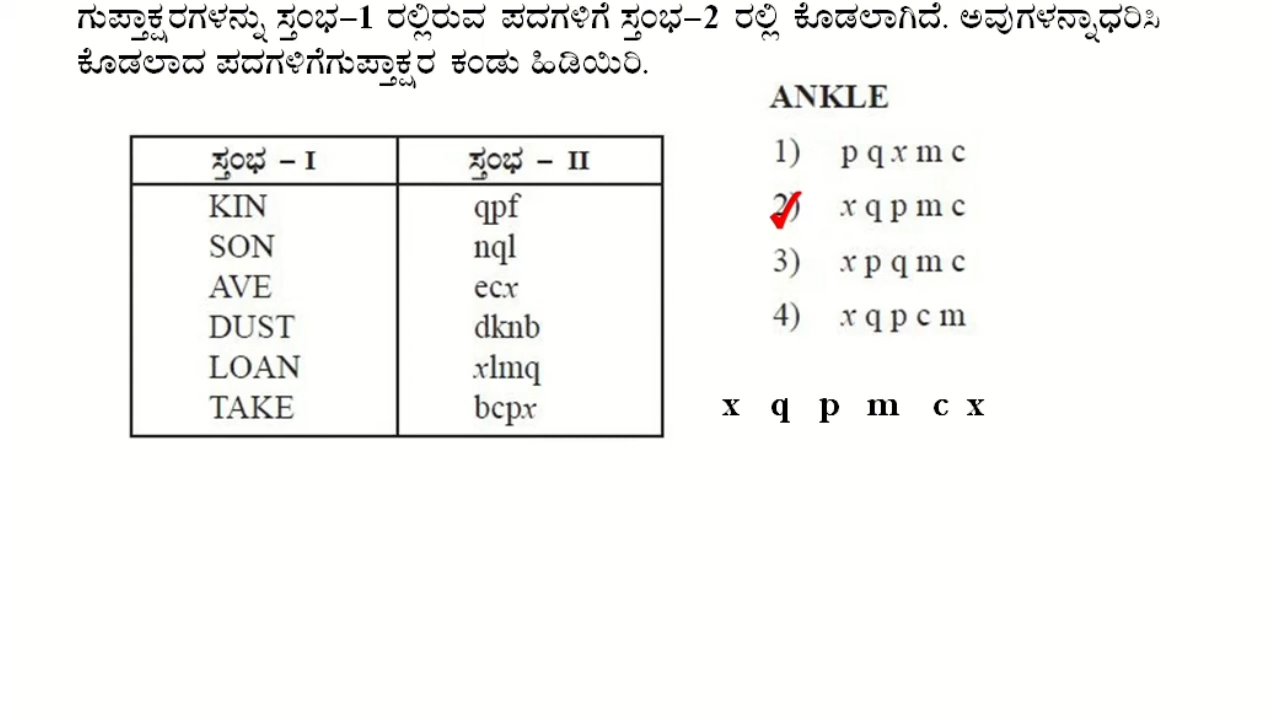 ಗುಪ್ತಾಕ್ಷರಗಳನ್ನು ಸ್ತಂಭ-1 ರಲ್ಲಿರುವ ಪದಗಳಿಗೆ ಸ್ತಂಭ-2 ರಲ್ಲಿ ಕೊಡಲಾಗಿದೆ. ಅವುಗಳನ್ನಾಧರಿಸಿ
ಕೊಡಲಾದ ಪದಗಳಿಗೆಗುಪ್ತಾಕ್ಷರ ಕಂಡು ಹಿಡಿಯಿರಿ.
ಸ್ತಂಭ - I ಸ್ತಂಭ - II
KIN qpf
SON nql
AVE ecx
DUST dknb
LOAN xlmq
TAKE bcpx
ANKLE
1) p q x m c
2) x q p m c
3) x p q m c
4) x q p c m
x q p m c x